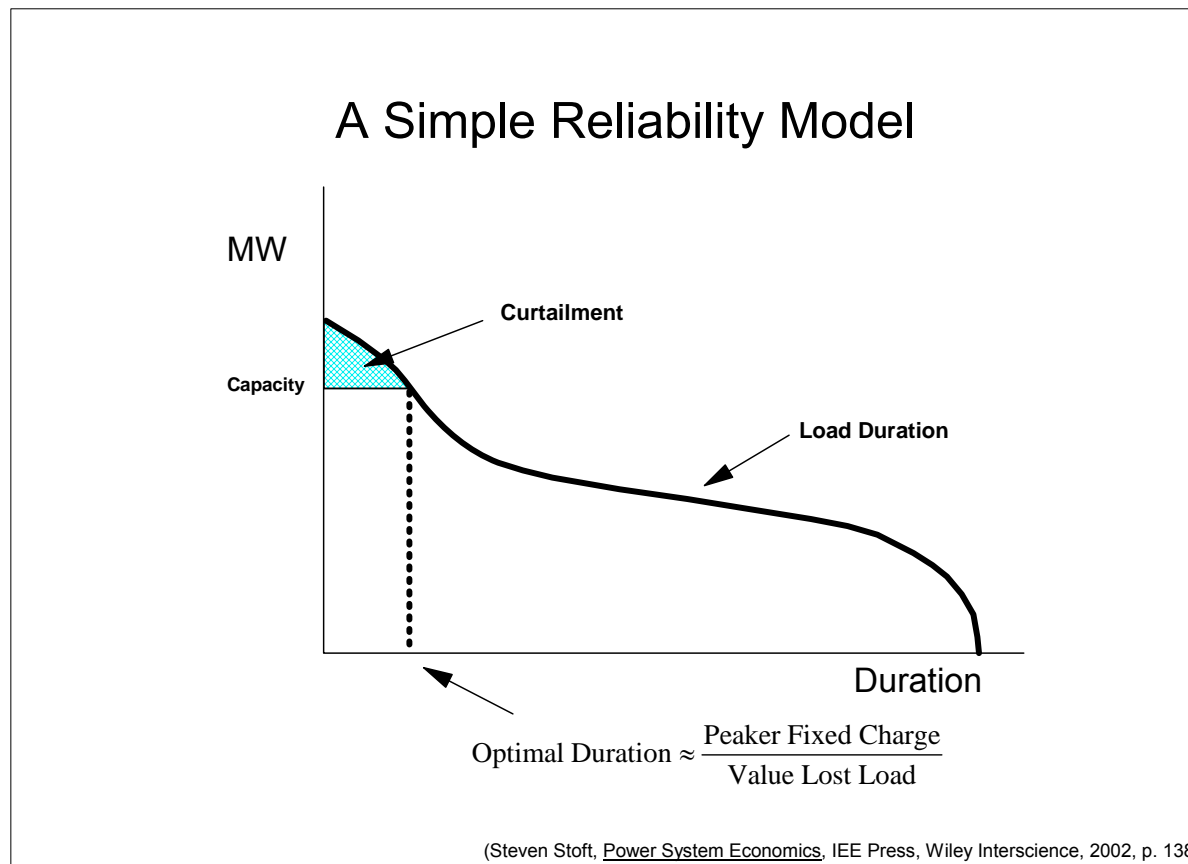 A Simple Reliability Model
MW
Curtailment
Capacity
Load Duration
Duration
Optimal Duration ≈ Peaker Fixed Charge
Value Lost Load
(Steven Stoft, Power System Economics, IEE Press, Wiley Interscience, 2002, p. 138